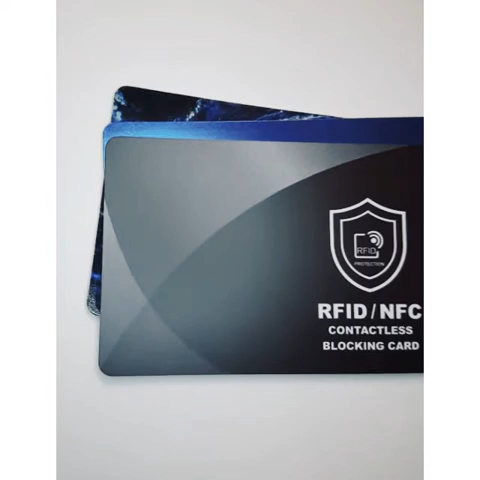 RFID
PROTECTION
RFID / NFC
CONTACTLESS
BLOCKING CARD